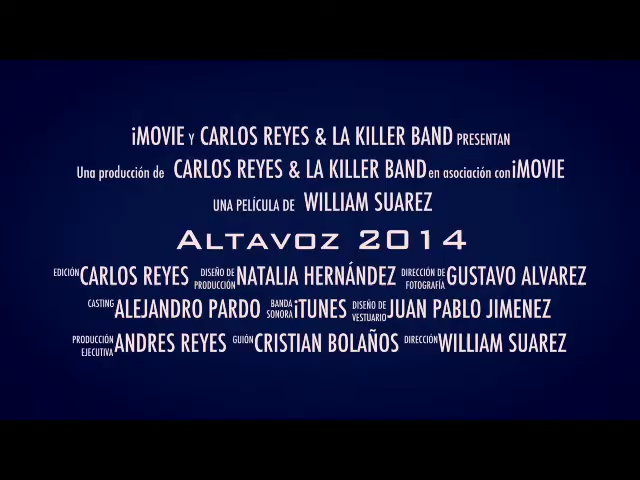 iMOVIE Y CARLOS REYES & LA KILLER BAND PRESENTAN
Una producción de CARLOS REYES & LA KILLER BAND en asociación con iMOVIE
UNA PELÍCULA DE WILLIAM SUAREZ
ALTAVOZ 2014
EDICIÓN CARLOS REYES DISEÑO DE PRODUCCIÓN NATALIA HERNÁNDEZ DIRECCIÓN DE FOTOGRAFÍA GUSTAVO ALVAREZ
CASTING ALEJANDRO PARDO BANDA SONORA iTUNES DISEÑO DE VESTUARIO JUAN PABLO JIMENEZ
PRODUCCIÓN EJECUTIVA ANDRES REYES GUIÓN CRISTIAN BOLAÑOS DIRECCIÓN WILLIAM SUAREZ